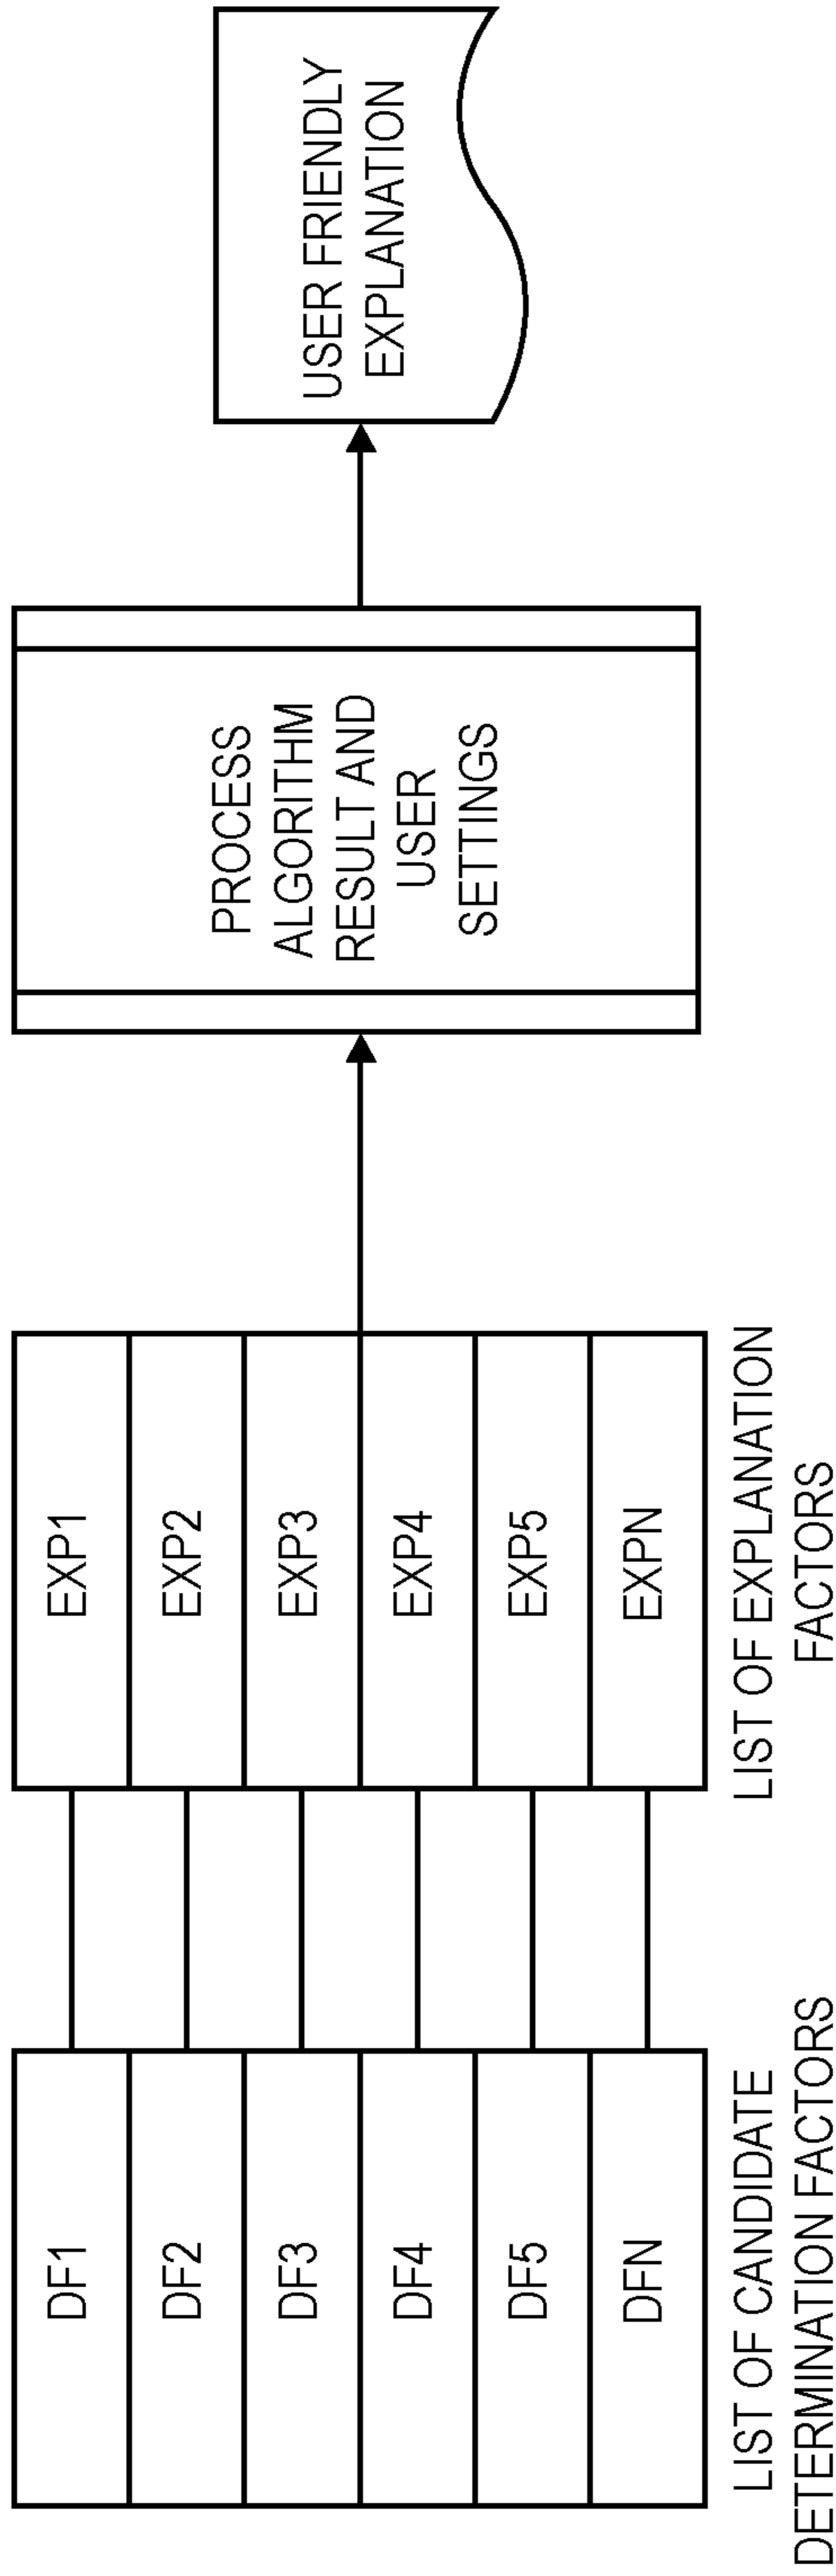 DF1
DF2
DF3
DF4
DF5
DFN
LIST OF CANDIDATE
DETERMINATION FACTORS
EXP1
EXP2
EXP3
EXP4
EXP5
EXPN
LIST OF EXPLANATION
FACTORS
PROCESS
ALGORITHM
RESULT AND
USER
SETTINGS
USER FRIENDLY
EXPLANATION